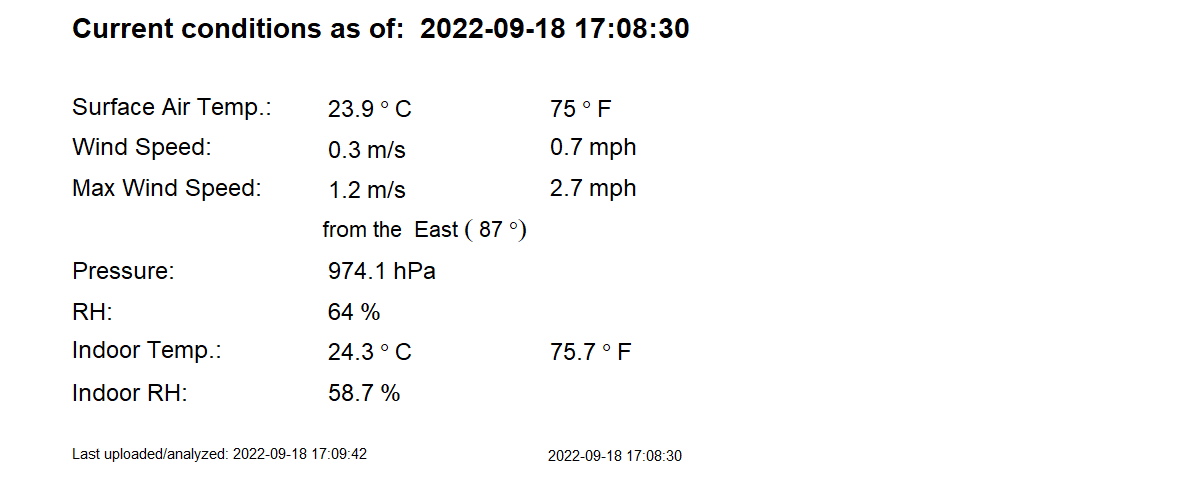 Current conditions as of:  2022-09-18 17:08:30
Surface Air Temp.: 23.9 ° C 75 ° F
Wind Speed: 0.3 m/s 0.7 mph
Max Wind Speed: 1.2 m/s 2.7 mph
from the  East ( 87 °)
Pressure: 974.1 hPa
RH: 64 %
Indoor Temp.: 24.3 ° C 75.7 ° F
Indoor RH: 58.7 %
Last uploaded/analyzed: 2022-09-18 17:09:42 2022-09-18 17:08:30